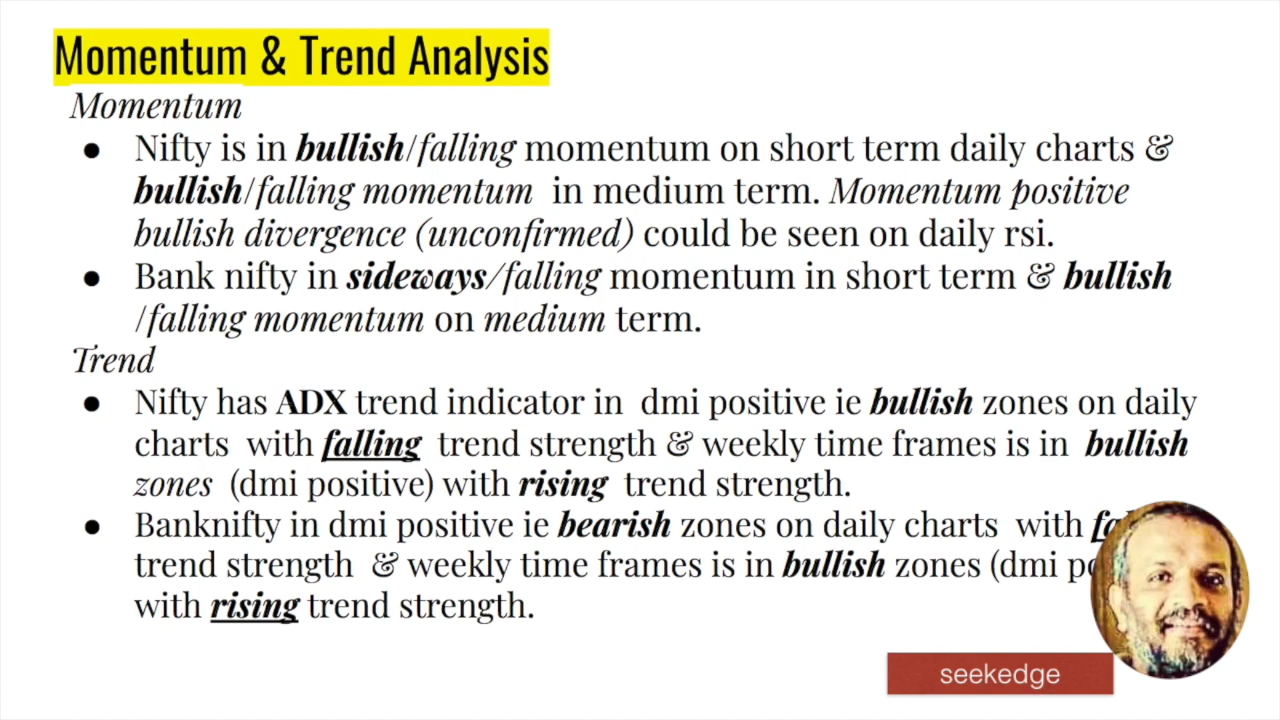 Momentum & Trend Analysis
Momentum
● Nifty is in bullish/falling momentum on short term daily charts &
bullish/falling momentum in medium term. Momentum positive
bullish divergence (unconfirmed) could be seen on daily rsi.
● Bank nifty in sideways/falling momentum in short term & bullish
/falling momentum on medium term.
Trend
● Nifty has ADX trend indicator in dmi positive ie bullish zones on daily
charts with falling trend strength & weekly time frames is in bullish
zones (dmi positive) with rising trend strength.
● Banknifty in dmi positive ie bearish zones on daily charts with
trend strength & weekly time frames is in bullish zones (dmi
with rising trend strength.
seekedge